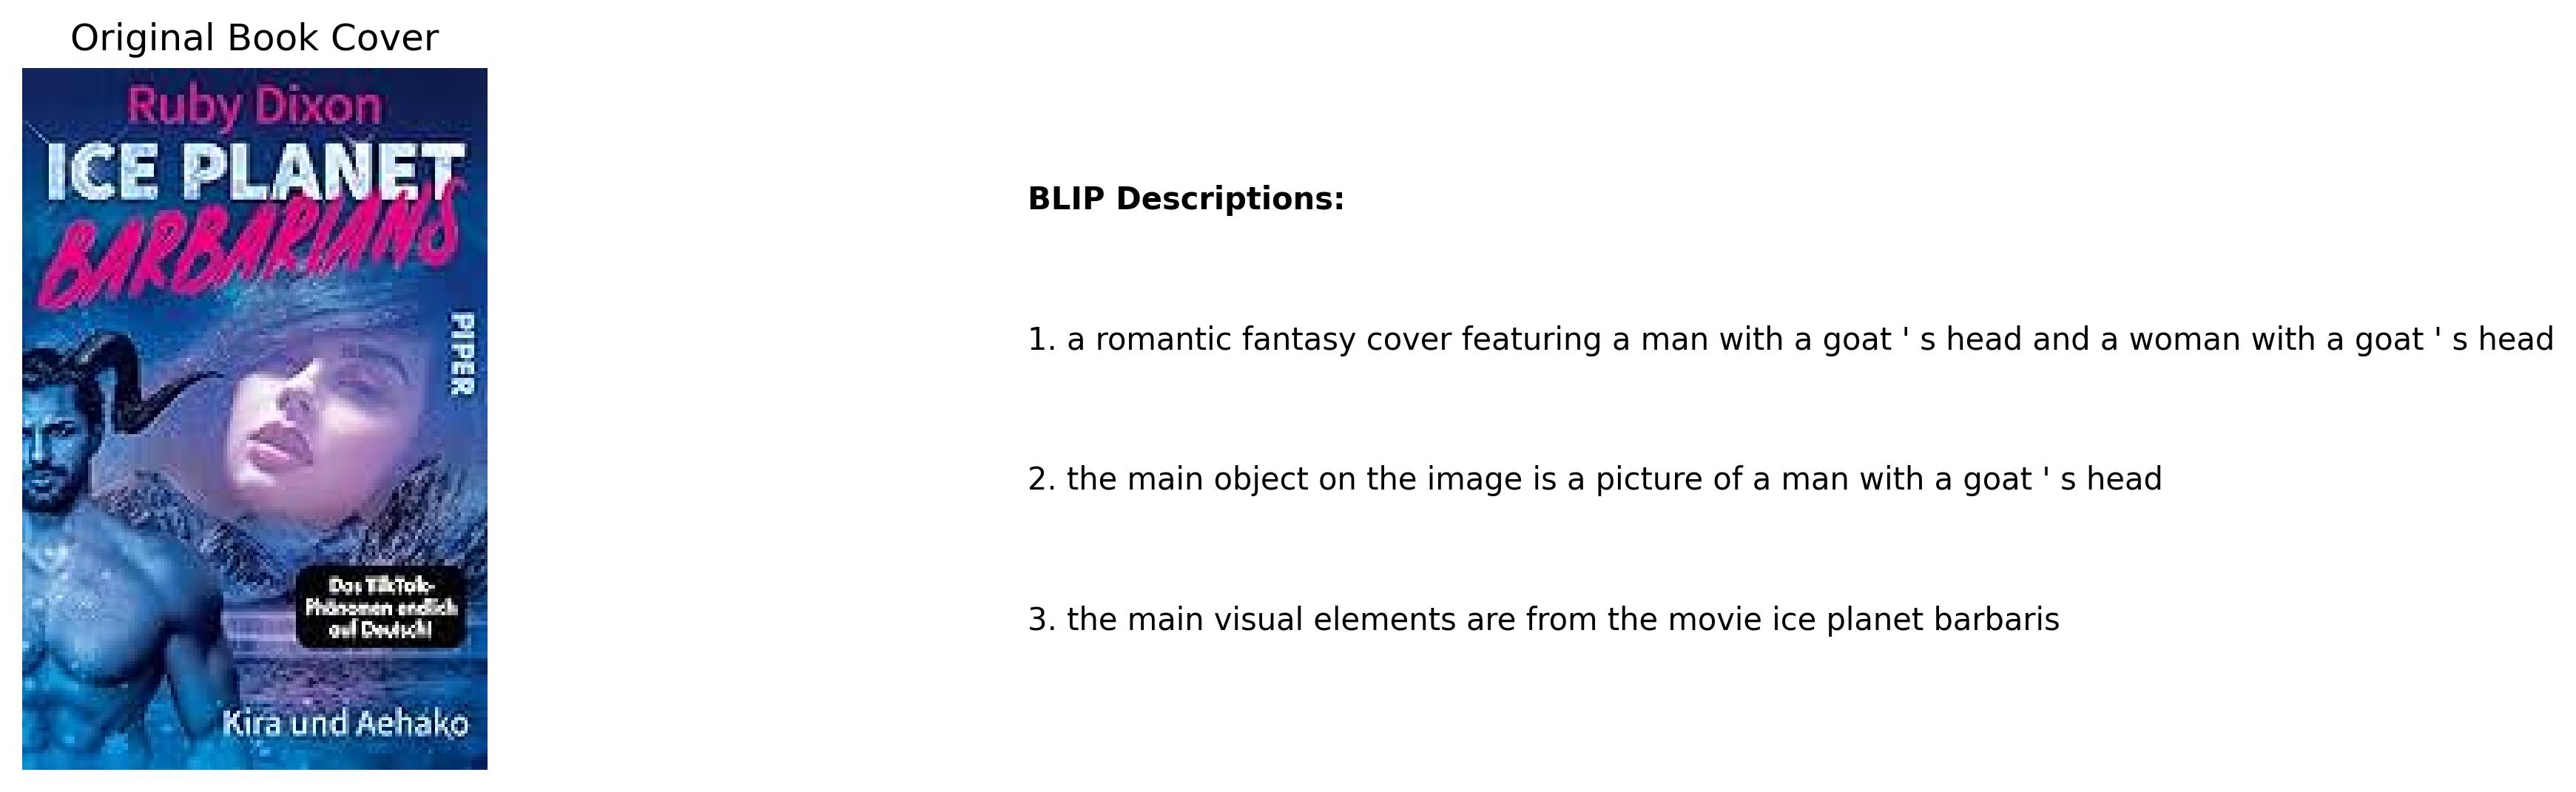 Original Book Cover
Ruby Dixon
ICE PLANET
BARBARIANS
PIPER
Das TikTok-
Phänomen endlich
auf Deutsch!
Kira und Aehako
BLIP Descriptions:
1. a romantic fantasy cover featuring a man with a goat ' s head and a woman with a goat ' s head
2. the main object on the image is a picture of a man with a goat ' s head
3. the main visual elements are from the movie ice planet barbaris